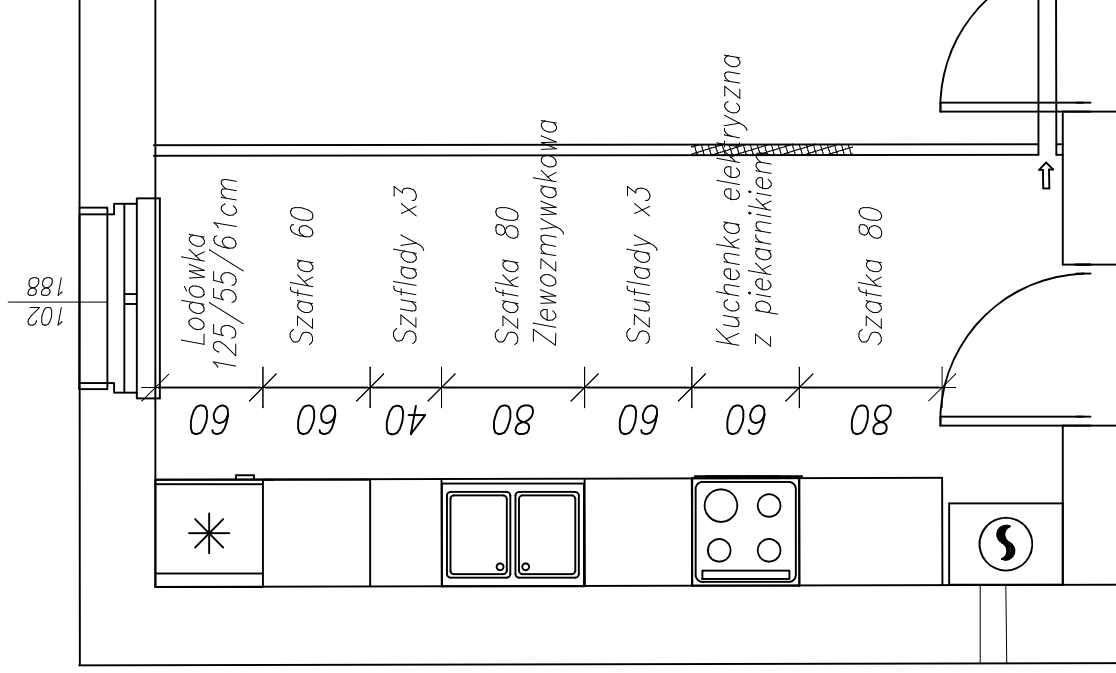 188
102
Lodówka
125/55/61cm
Szafka 60
Szuflady x3
Szafka 80
Zlewozmywakowa
Szuflady x3
Kuchenka elektryczna
z piekarnikiem
Szafka 80
60
60
40
80
60
60
80